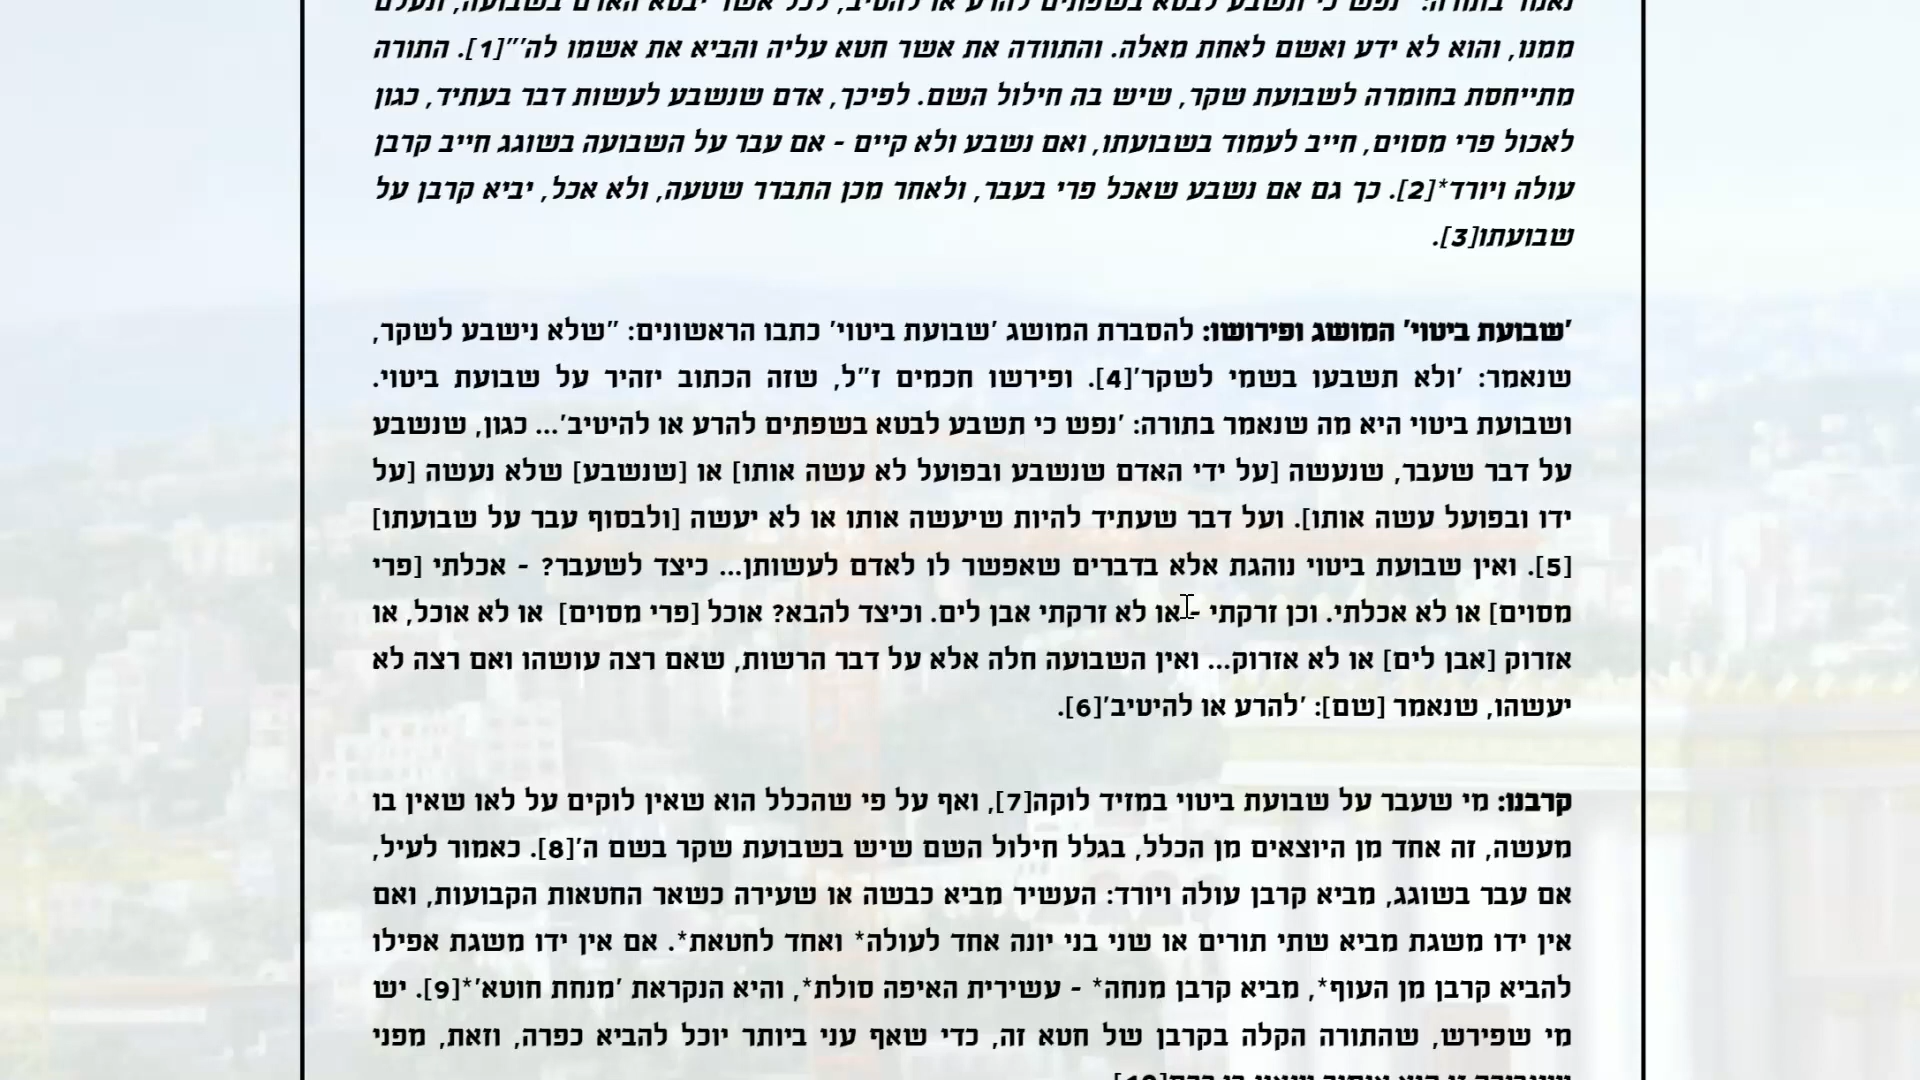 נאמר בתורה: "נפש כי תשבע לבטא בשפתים להרע או להטיב, לכל אשר יבטא האדם בשבועה, ונעלם
ממנו, והוא לא ידע ואשם לאחת מאלה. והתוודה את אשר חטא עליה והביא את אשמו לה'"[1]. התורה
מתייחסת בחומרה לשבועת שקר, שיש בה חילול השם. לפיכך, אדם שנשבע לעשות דבר בעתיד, כגון
לאכול פרי מסוים, חייב לעמוד בשבועתו, ואם נשבע ולא קיים - אם עבר על השבועה בשוגג חייב קרבן
עולה ויורד*[2]. כך גם אם נשבע שאכל פרי בעבר, ולאחר מכן התברר שטעה, ולא אכל, יביא קרבן על
שבועתו[3].
'שבועת ביטוי' המושג ופירושו: להסברת המושג 'שבועת ביטוי' כתבו הראשונים: "שלא נישבע לשקר,
שנאמר: 'ולא תשבעו בשמי לשקר'[4]. ופירשו חכמים ז"ל, שזה הכתוב יזהיר על שבועת ביטוי.
ושבועת ביטוי היא מה שנאמר בתורה: 'נפש כי תשבע לבטא בשפתים להרע או להיטיב'... כגון, שנשבע
על דבר שעבר, שנעשה [על ידי האדם שנשבע ובפועל לא עשה אותו] או [שנשבע] שלא נעשה [על
ידו ובפועל עשה אותו]. ועל דבר שעתיד להיות שיעשה אותו או לא יעשה [ולבסוף עבר על שבועתו]
[5]. ואין שבועת ביטוי נוהגת אלא בדברים שאפשר לו לאדם לעשותן... כיצד לשעבר? - אכלתי [פרי
מסוים] או לא אכלתי. וכן זרקתי - או לא זרקתי אבן לים. וכיצד להבא? אוכל [פרי מסוים] או לא אוכל, או
אזרוק [אבן לים] או לא אזרוק... ואין השבועה חלה אלא על דבר הרשות, שאם רצה עושהו ואם רצה לא
יעשהו, שנאמר [שם]: 'להרע או להיטיב'[6].
קרבנו: מי שעבר על שבועת ביטוי במזיד לוקה[7], ואף על פי שהכלל הוא שאין לוקים על לאו שאין בו
מעשה, זה אחד מן היוצאים מן הכלל, בגלל חילול השם שיש בשבועת שקר בשם ה'[8]. כאמור לעיל,
אם עבר בשוגג, מביא קרבן עולה ויורד: העשיר מביא כבשה או שעירה כשאר החטאות הקבועות, ואם
אין ידו משגת מביא שתי תורים או שני בני יונה אחד לעולה* ואחד לחטאת*. אם אין ידו משגת אפילו
להביא קרבן מן העוף*, מביא קרבן מנחה* - עשירית האיפה סולת*, והיא הנקראת 'מנחת חוטא'*[9]. יש
מי שפירש, שהתורה הקלה בקרבן של חטא זה, כדי שאף עני ביותר יוכל להביא כפרה, וזאת, מפני